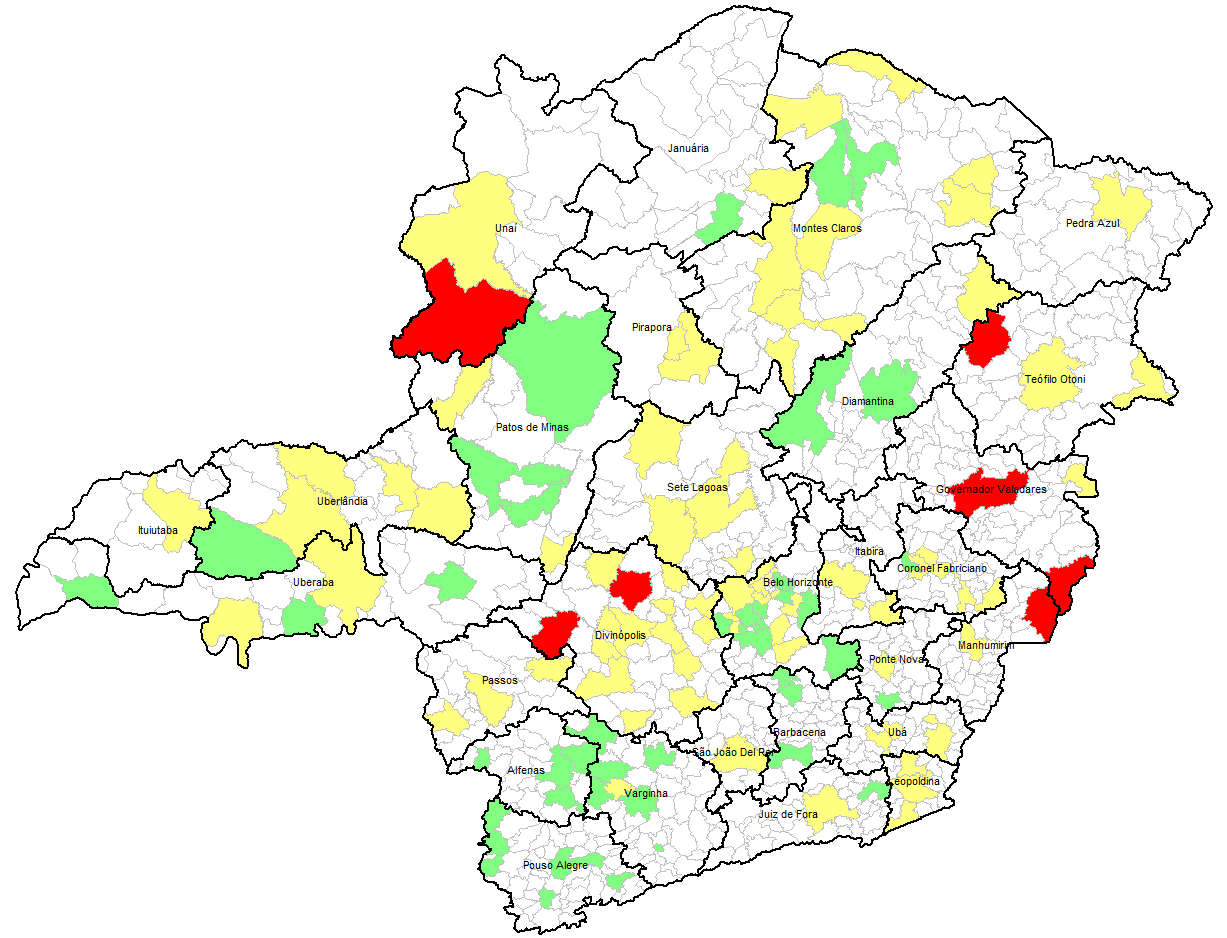 Januária
Pedra Azul
Unaí
Montes Claros
Pirapora
Teófilo Otoni
Diamantina
Patos de Minas
Sete Lagoas
Governador Valadares
Uberlândia
Ituiutaba
Itabira
Coronel Fabriciano
Uberaba
Belo Horizonte
Divinópolis
Manhumirim
Ponte Nova
Passos
Barbacena
Ubá
São João Del Rei
Alfenas
Leopoldina
Varginha
Juiz de Fora
Pouso Alegre